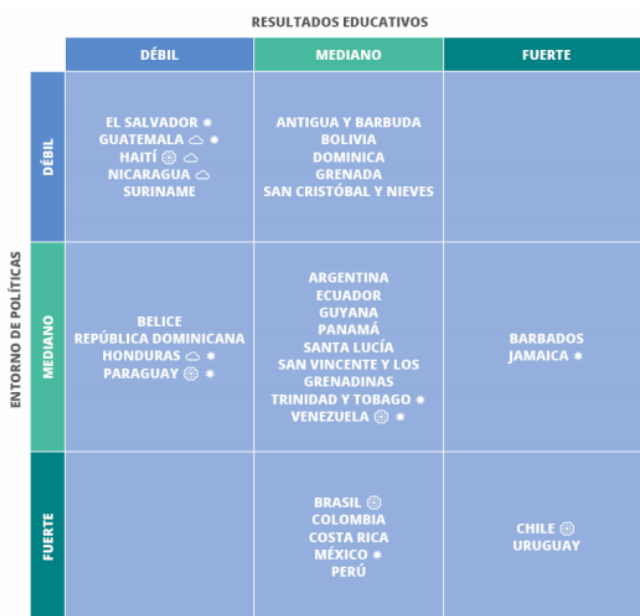 RESULTADOS EDUCATIVOS
DÉBIL
MEDIANO
FUERTE
ENTORNO DE POLÍTICAS
DÉBIL
EL SALVADOR
GUATEMALA
HAITÍ
NICARAGUA
SURINAME
ANTIGUA Y BARBUDA
BOLIVIA
DOMINICA
GRENADA
SAN CRISTÓBAL Y NIEVES
MEDIANO
BELICE
REPÚBLICA DOMINICANA
HONDURAS
PARAGUAY
ARGENTINA
ECUADOR
GUYANA
PANAMÁ
SANTA LUCÍA
SAN VINCENTE Y LOS
GRENADINAS
TRINIDAD Y TOBAGO
VENEZUELA
BARBADOS
JAMAICA
FUERTE
BRASIL
COLOMBIA
COSTA RICA
MÉXICO
PERÚ
CHILE
URUGUAY